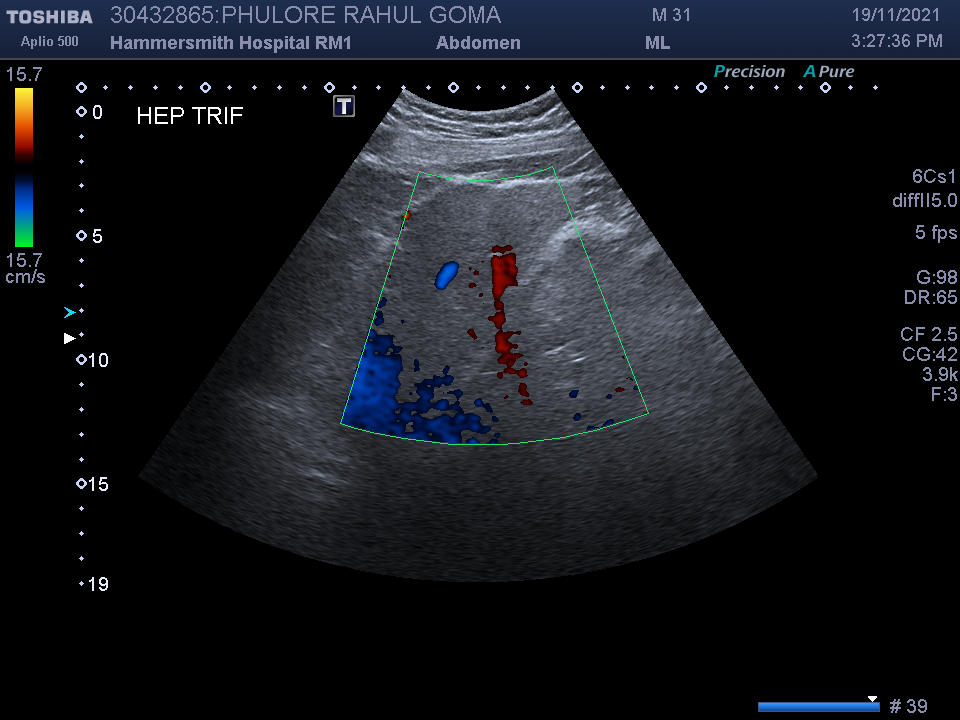 TOSHIBA 30432865:PHULORE RAHUL GOMA M 31 19/11/2021
Aplio 500 Hammersmith Hospital RM1 Abdomen ML 3:27:36 PM
Precision A Pure
15.7
HEP TRIF
T
0
5
10
15
19
15.7
cm/s
6Cs1
diffII5.0
5 fps
G:98
DR:65
CF 2.5
CG:42
3.9k
F:3
# 39